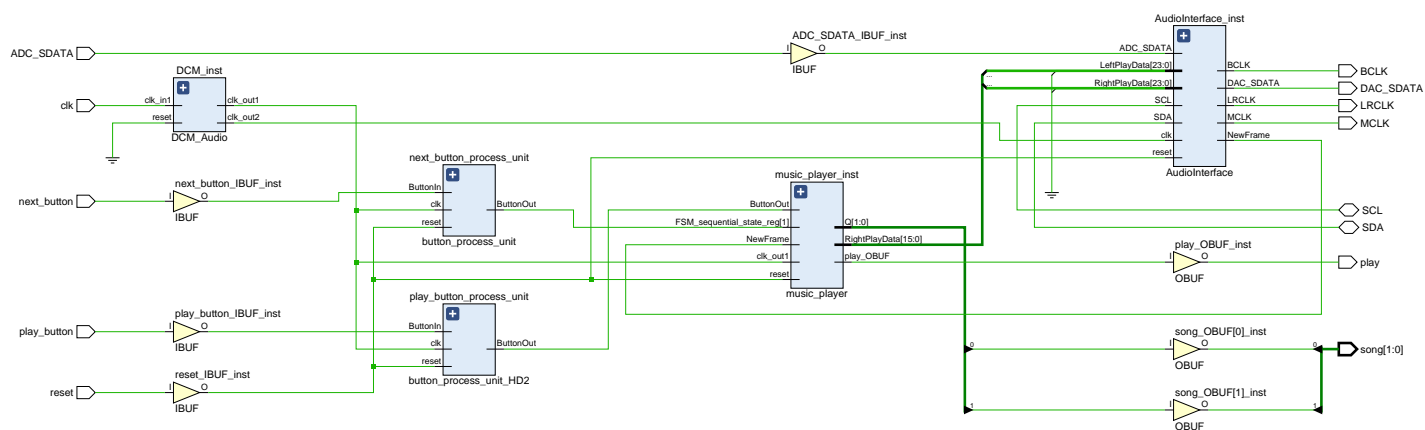 AudioInterface_inst
ADC_SDATA
I
ADC_SDATA_IBUF_inst
O
IBUF
ADC_SDATA
LeftPlayData[23:0]
...
RightPlayData[23:0]
...
SCL
SDA
clk
reset
BCLK
DAC_SDATA
LRCLK
MCLK
NewFrame
AudioInterface
BCLK
DAC_SDATA
LRCLK
MCLK
DCM_inst
clk
clk_in1
reset
clk_out1
clk_out2
DCM_Audio
next_button_process_unit
ButtonIn
clk
reset
ButtonOut
button_process_unit
next_button
I
next_button_IBUF_inst
O
IBUF
music_player_inst
ButtonOut
FSM_sequential_state_reg[1]
NewFrame
clk_out1
reset
Q[1:0]
RightPlayData[15:0]
play_OBUF
music_player
SCL
SDA
play_OBUF_inst
I
O
OBUF
play
play_button_process_unit
ButtonIn
clk
reset
ButtonOut
button_process_unit_HD2
play_button
I
play_button_IBUF_inst
O
IBUF
reset
I
reset_IBUF_inst
O
IBUF
song_OBUF[0]_inst
0
I
O
OBUF
0
song[1:0]
song_OBUF[1]_inst
1
I
O
OBUF
1